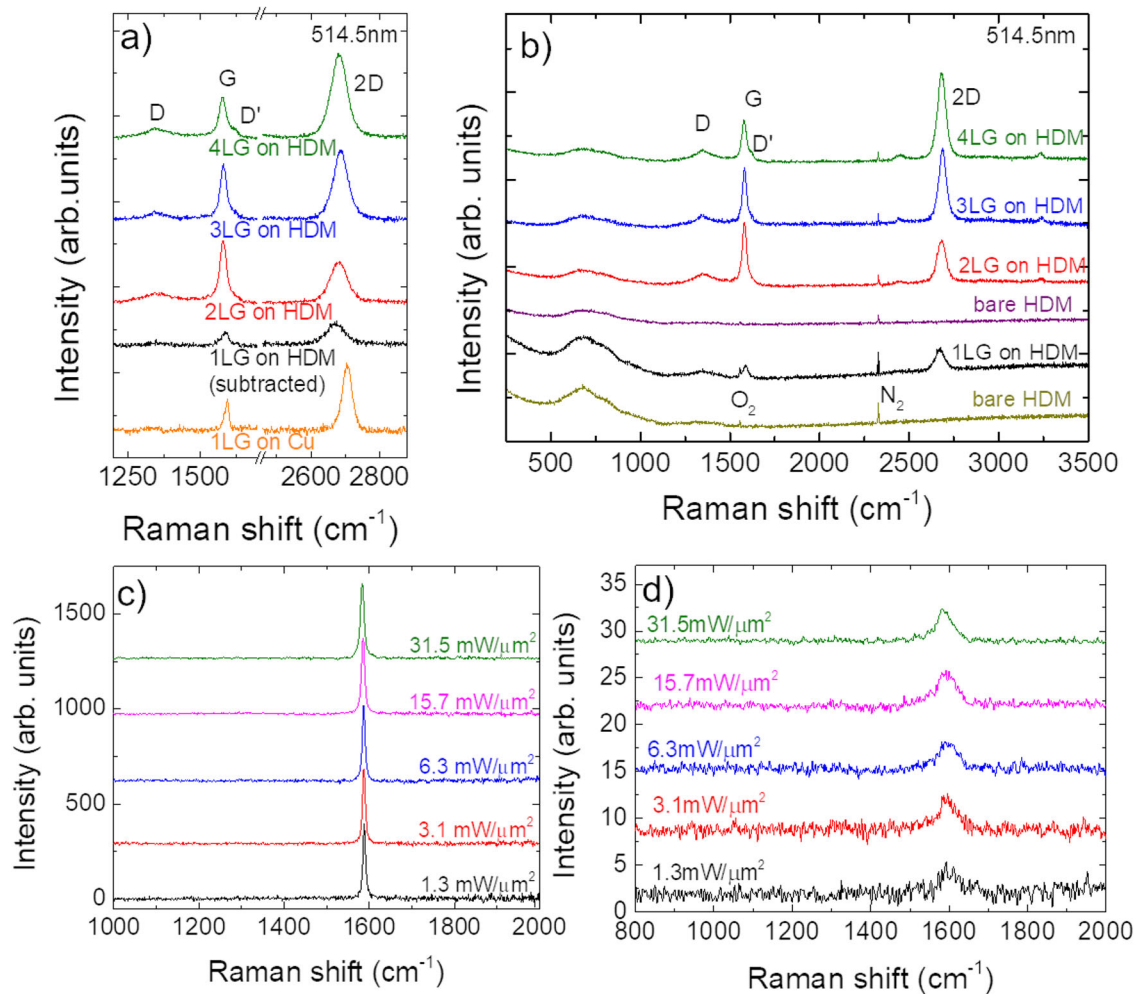 a)
514.5nm
G
2D
D
D'
4LG on HDM
3LG on HDM
2LG on HDM
1LG on HDM
(subtracted)
1LG on Cu
Intensity (arb. units)
1250 1500 2600 2800
Raman shift (cm⁻¹)
b)
514.5nm
G
2D
D
D'
4LG on HDM
3LG on HDM
2LG on HDM
bare HDM
1LG on HDM
O₂
N₂
bare HDM
Intensity (arb. units)
500 1000 1500 2000 2500 3000 3500
Raman shift (cm⁻¹)
c)
1500
1000
500
0
31.5 mW/μm²
15.7 mW/μm²
6.3 mW/μm²
3.1 mW/μm²
1.3 mW/μm²
Intensity (arb. units)
1000 1200 1400 1600 1800 2000
Raman shift (cm⁻¹)
d)
35
30
25
20
15
10
5
0
31.5mW/μm²
15.7mW/μm²
6.3mW/μm²
3.1mW/μm²
1.3mW/μm²
Intensity (arb. units)
800 1000 1200 1400 1600 1800 2000
Raman shift (cm⁻¹)